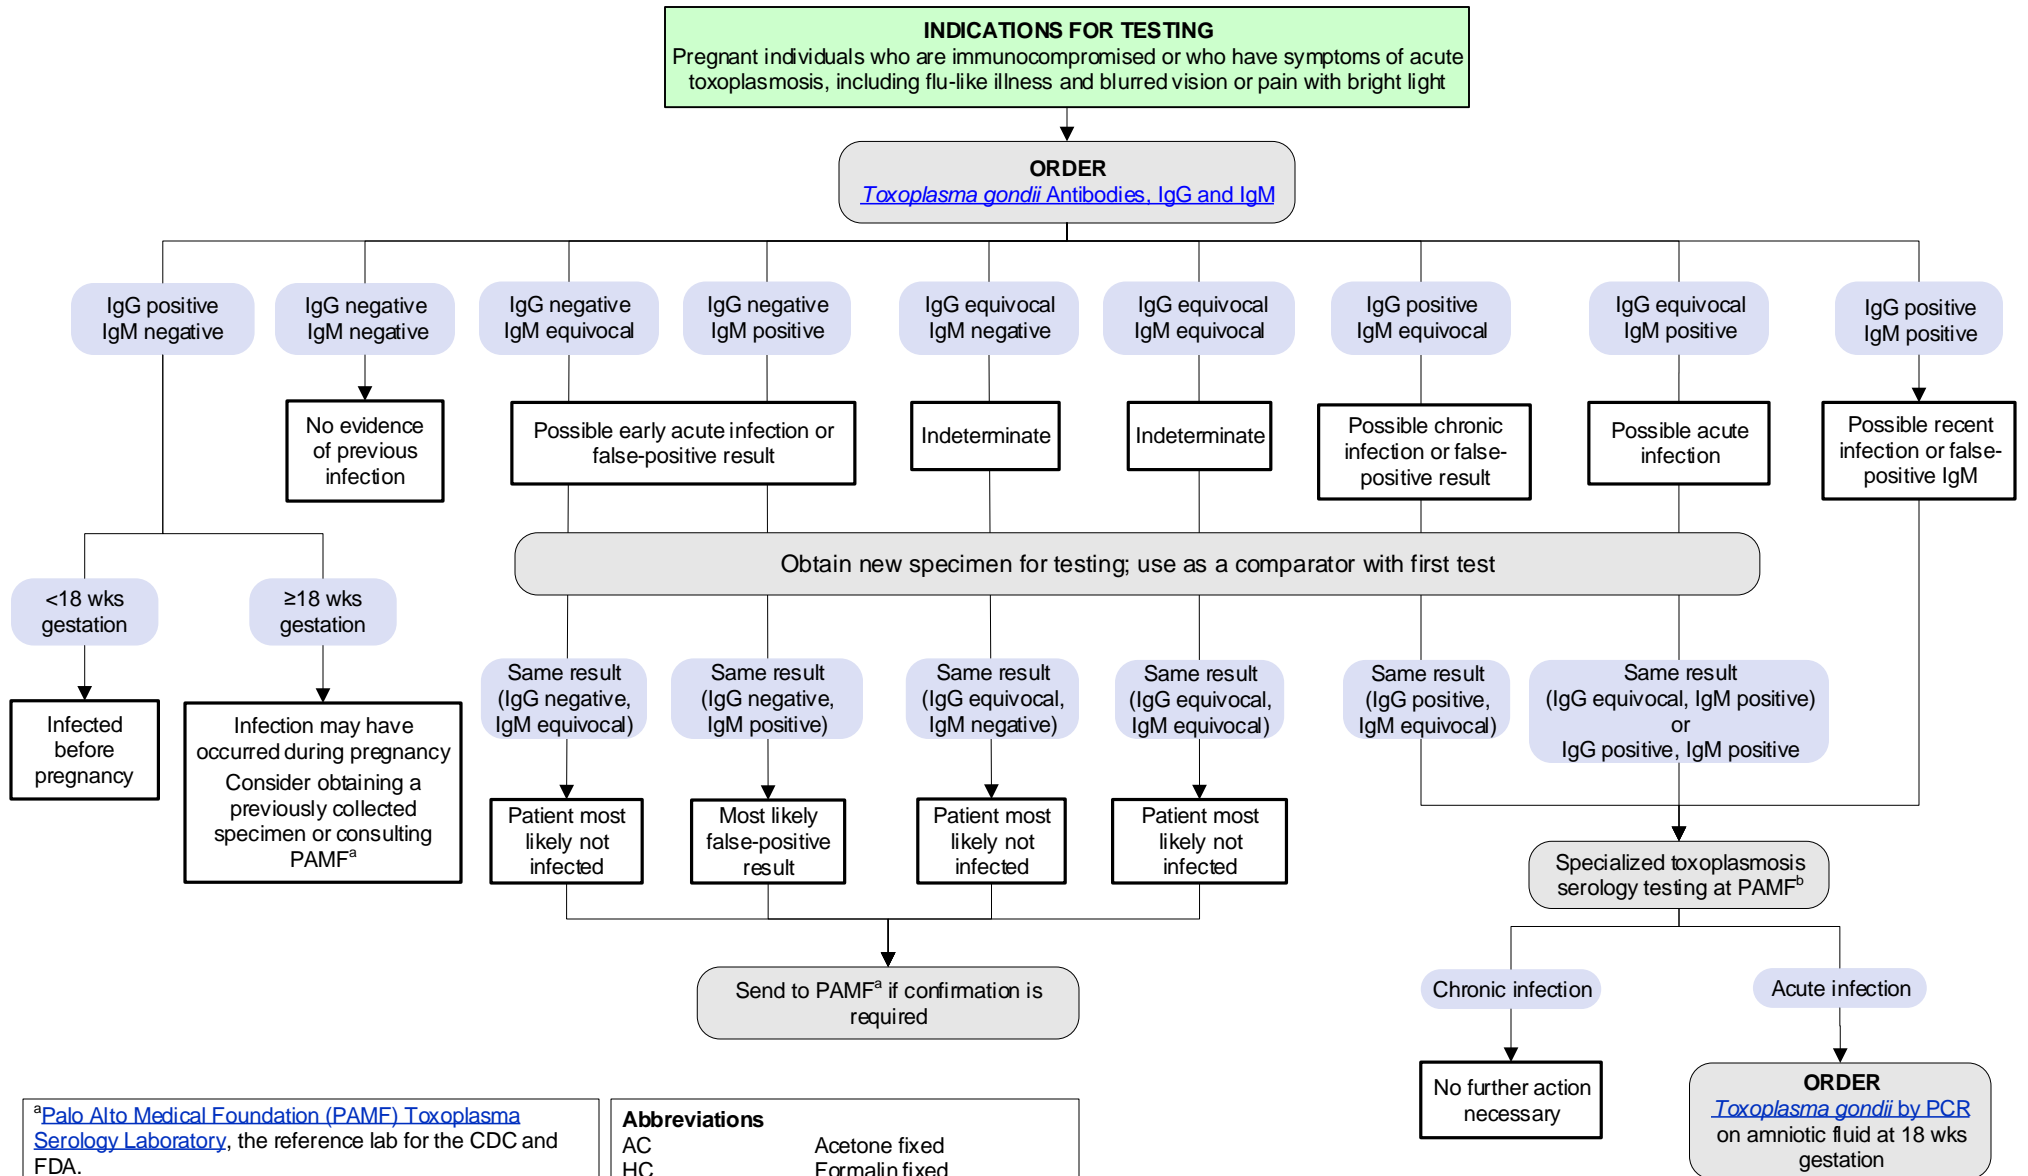 INDICATIONS FOR TESTING
Pregnant individuals who are immunocompromised or who have symptoms of acute
toxoplasmosis, including flu-like illness and blurred vision or pain with bright light
ORDER
Toxoplasma gondii Antibodies, IgG and IgM
IgG positive
IgM negative
IgG negative
IgM negative
IgG negative
IgM equivocal
IgG negative
IgM positive
IgG equivocal
IgM negative
IgG equivocal
IgM equivocal
IgG positive
IgM equivocal
IgG equivocal
IgM positive
IgG positive
IgM positive
No evidence
of previous
infection
Possible early acute infection or
false-positive result
Indeterminate
Indeterminate
Possible chronic
infection or false-
positive result
Possible acute
infection
Possible recent
infection or false-
positive IgM
Obtain new specimen for testing; use as a comparator with first test
<18 wks
gestation
≥18 wks
gestation
Same result
(IgG negative,
IgM equivocal)
Same result
(IgG negative,
IgM positive)
Same result
(IgG equivocal,
IgM negative)
Same result
(IgG equivocal,
IgM equivocal)
Same result
(IgG positive,
IgM equivocal)
Same result
(IgG equivocal, IgM positive)
or
IgG positive, IgM positive
Infected
before
pregnancy
Infection may have
occurred during pregnancy
Consider obtaining a
previously collected
specimen or consulting
PAMFa
Patient most
likely not
infected
Most likely
false-positive
result
Patient most
likely not
infected
Patient most
likely not
infected
Specialized toxoplasmosis
serology testing at PAMFb
Send to PAMFa if confirmation is
required
Chronic infection
Acute infection
No further action
necessary
ORDER
Toxoplasma gondii by PCR
on amniotic fluid at 18 wks
gestation
aPalo Alto Medical Foundation (PAMF) Toxoplasma
Serology Laboratory, the reference lab for the CDC and
FDA.
Abbreviations
AC Acetone fixed
HC Formalin fixed